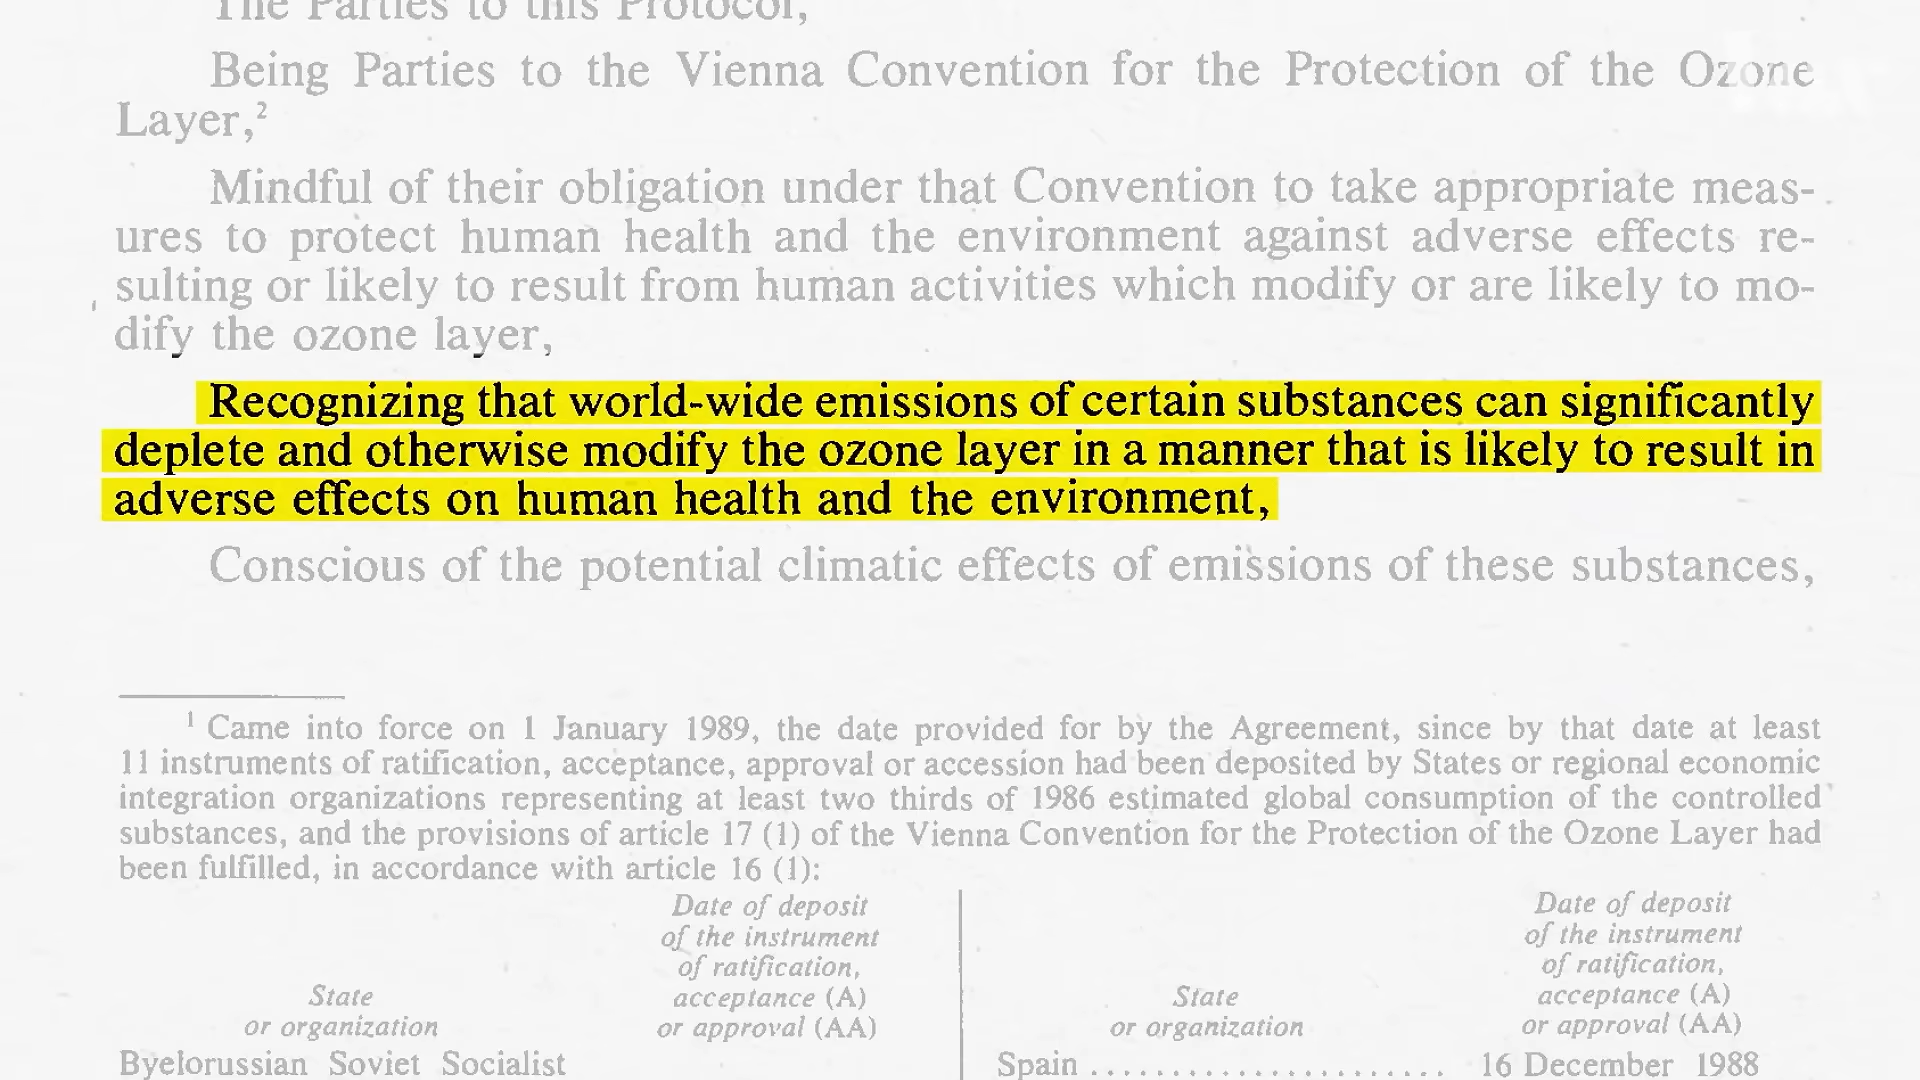 The Parties to this Protocol,
Being Parties to the Vienna Convention for the Protection of the Ozone
Layer,2
Mindful of their obligation under that Convention to take appropriate meas-
ures to protect human health and the environment against adverse effects re-
sulting or likely to result from human activities which modify or are likely to mo-
dify the ozone layer,
Recognizing that world-wide emissions of certain substances can significantly
deplete and otherwise modify the ozone layer in a manner that is likely to result in
adverse effects on human health and the environment,
Conscious of the potential climatic effects of emissions of these substances,
1 Came into force on 1 January 1989, the date provided for by the Agreement, since by that date at least
11 instruments of ratification, acceptance, approval or accession had been deposited by States or regional economic
integration organizations representing at least two thirds of 1986 estimated global consumption of the controlled
substances, and the provisions of article 17 (1) of the Vienna Convention for the Protection of the Ozone Layer had
been fulfilled, in accordance with article 16 (1):
Date of deposit
of the instrument
of ratification,
State acceptance (A)
or organization or approval (AA)
Byelorussian Soviet Socialist
Date of deposit
of the instrument
of ratification,
State acceptance (A)
or organization or approval (AA)
Spain ...................... 16 December 1988